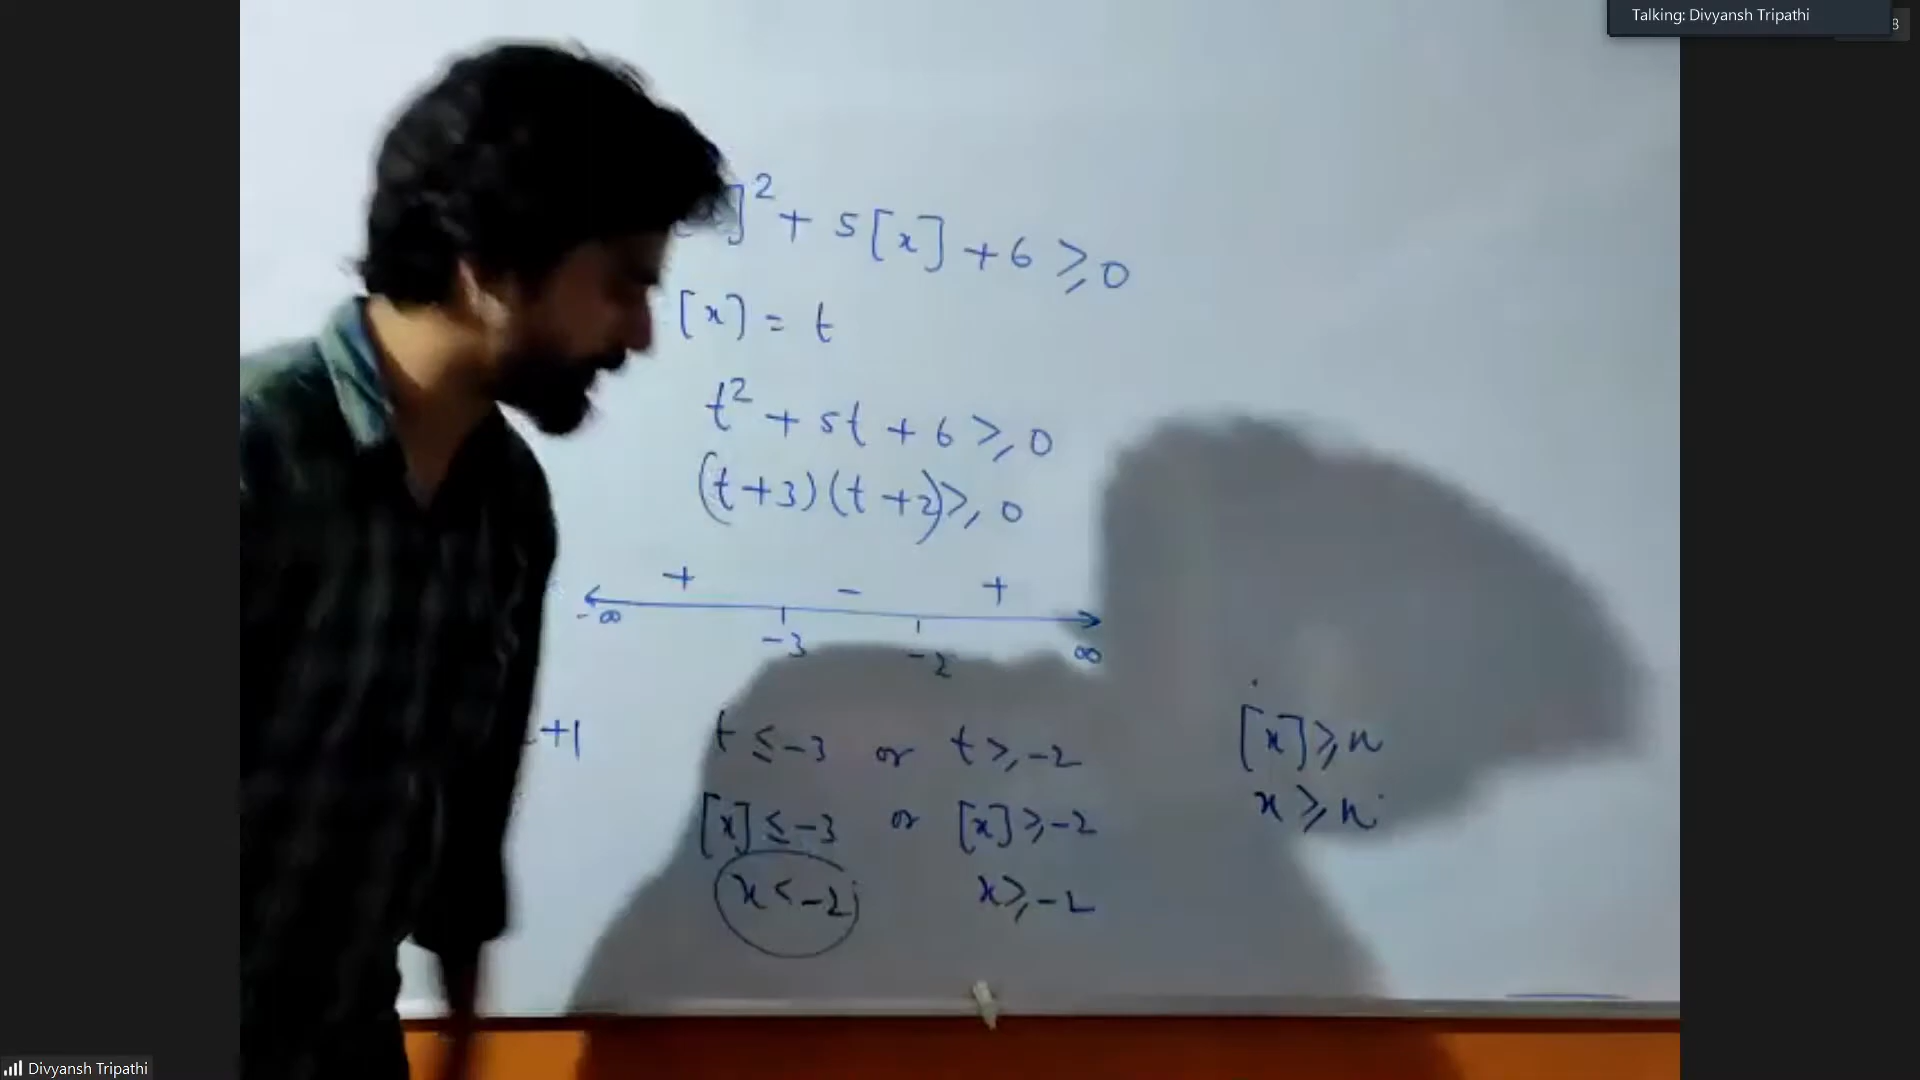 Talking: Divyansh Tripathi
8
]² + 5[x] + 6 ≥ 0
[x] = t
t² + 5t + 6 ≥ 0
(t+3)(t+2) ≥ 0
+ - +
-∞ -3 -2 ∞
+1 t ≤ -3 or t ≥ -2 [x] ≥ n
[x] ≤ -3 or [x] ≥ -2 x ≥ n
x < -2 x ≥ -2
Divyansh Tripathi